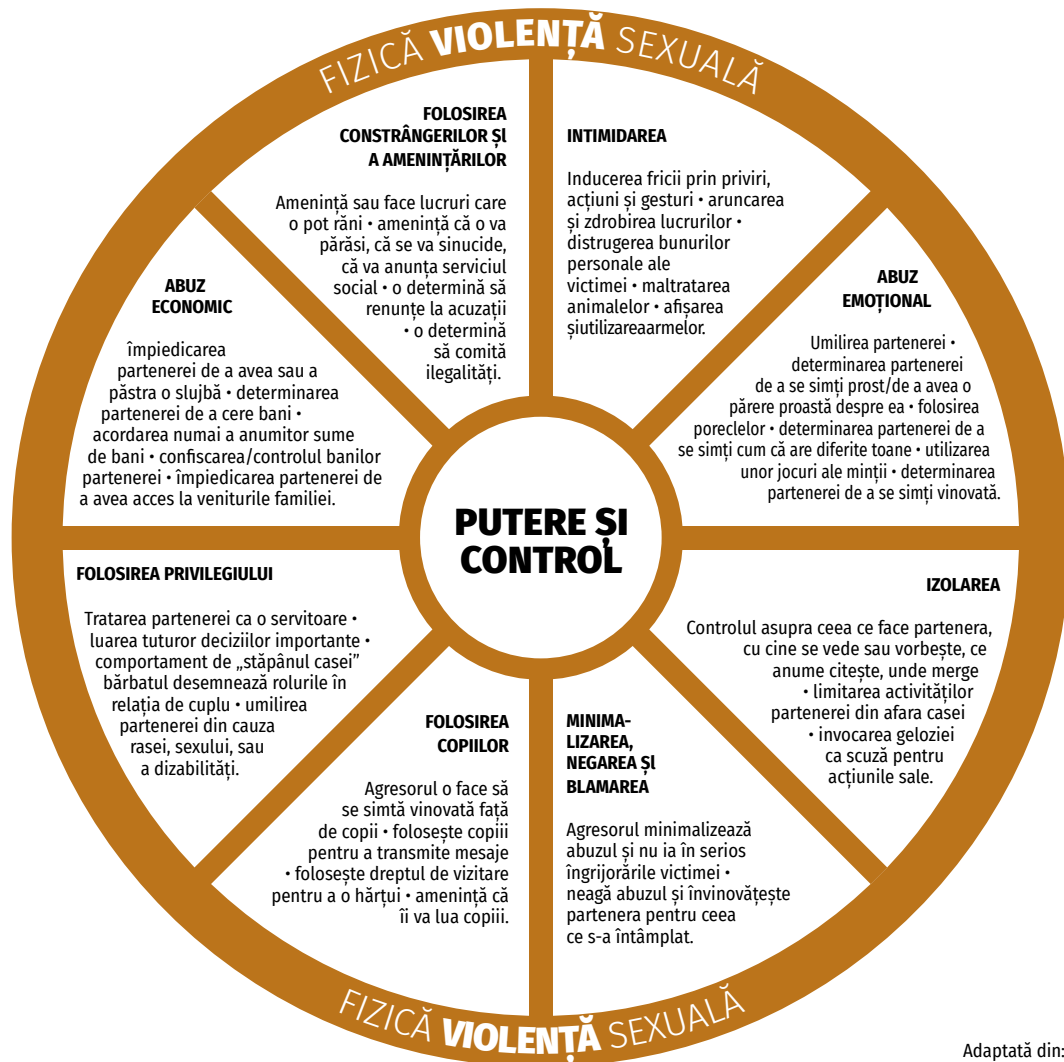 FIZICĂ VIOLENȚĂ SEXUALĂ
FOLOSIREA
CONSTRÂNGERILOR ȘI
A AMENINȚĂRILOR
Amenință sau face lucruri care
o pot răni • amenință că o va
părăsi, că se va sinucide,
că va anunța serviciul
social • o determină să
renunțe la acuzații
• o determină
să comită
ilegalități.
INTIMIDAREA
Inducerea fricii prin priviri,
acțiuni și gesturi • aruncarea
și zdrobirea lucrurilor •
distrugerea bunurilor
personale ale
victimei • maltratarea
animalelor • afișarea
șiutilizareaarmelor.
ABUZ
EMOȚIONAL
Umilirea partenerei •
determinarea partenerei
de a se simți prost/de a avea o
părere proastă despre ea • folosirea
poreclelor • determinarea partenerei de a
se simți cum că are diferite toane • utilizarea
unor jocuri ale minții • determinarea
partenerei de a se simți vinovată.
IZOLAREA
Controlul asupra ceea ce face partenera,
cu cine se vede sau vorbește, ce
anume citește, unde merge
• limitarea activităților
partenerei din afara casei
• invocarea geloziei
ca scuză pentru
acțiunile sale.
MINIMA-
LIZAREA,
NEGAREA ȘI
BLAMAREA
Agresorul minimalizează
abuzul și nu ia în serios
îngrijorările victimei •
neagă abuzul și învinovățește
partenera pentru ceea
ce s-a întâmplat.
FOLOSIREA
COPIILOR
Agresorul o face să
se simtă vinovată față
de copii • folosește copiii
pentru a transmite mesaje
• folosește dreptul de vizitare
pentru a o hărțui • amenință că
îi va lua copiii.
FOLOSIREA PRIVILEGIULUI
Tratarea partenerei ca o servitoare •
luarea tuturor deciziilor importante •
comportament de „stăpânul casei”
bărbatul desemnează rolurile în
relația de cuplu • umilirea
partenerei din cauza
rasei, sexului, sau
a dizabilități.
ABUZ
ECONOMIC
împiedicarea
partenerei de a avea sau a
păstra o slujbă • determinarea
partenerei de a cere bani •
acordarea numai a anumitor sume
de bani • confiscarea/controlul banilor
partenerei • împiedicarea partenerei de
a avea acces la veniturile familiei.
PUTERE ȘI
CONTROL
FIZICĂ VIOLENȚĂ SEXUALĂ
Adaptată din: